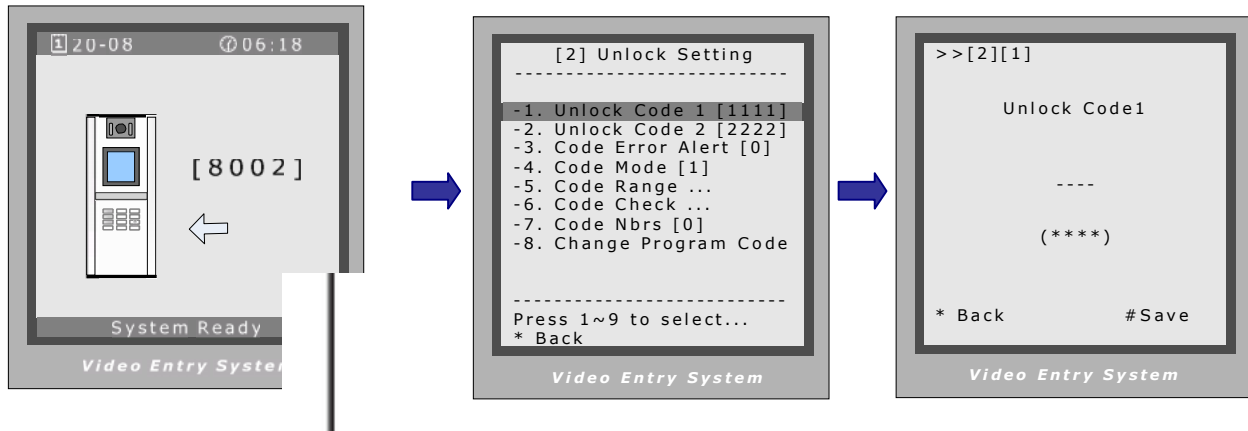 1 20-08 06:18
[8002]
System Ready
Video Entry
[2] Unlock Setting
---------------------------
-1. Unlock Code 1 [1111]
-2. Unlock Code 2 [2222]
-3. Code Error Alert [0]
-4. Code Mode [1]
-5. Code Range ...
-6. Code Check ...
-7. Code Nbrs [0]
-8. Change Program Code
---------------------------
Press 1~9 to select...
* Back
Video Entry System
>>[2][1]
Unlock Code1
----
(****)
* Back #Save
Video Entry System